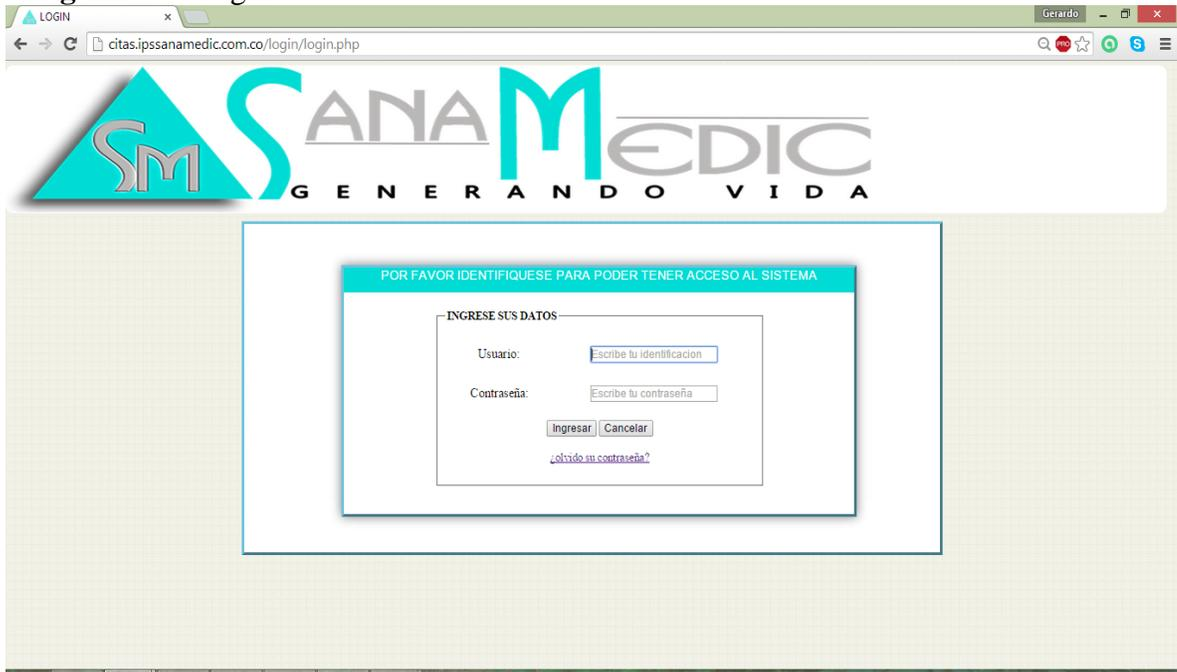 LOGIN
Gerardo
citas.ipssanamedic.com.co/login/login.php
PRO
S
SM
SANAMEDIC
GENERANDO VIDA
POR FAVOR IDENTIFIQUESE PARA PODER TENER ACCESO AL SISTEMA
INGRESE SUS DATOS
Usuario: Escribe tu identificacion
Contraseña: Escribe tu contraseña
Ingresar Cancelar
¿olvido su contraseña?